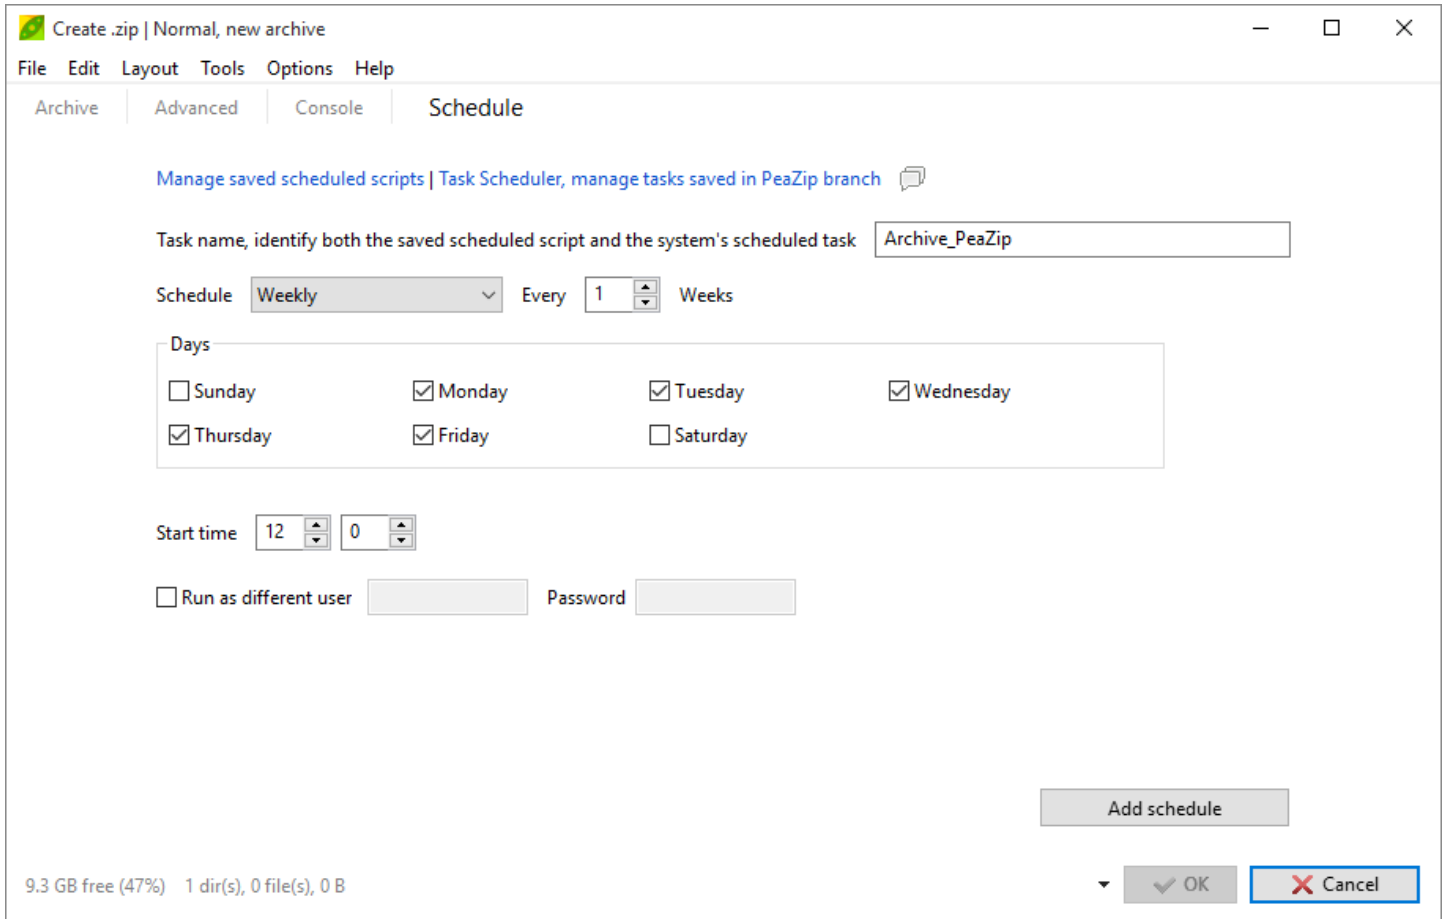 Create .zip | Normal, new archive
File Edit Layout Tools Options Help
Archive Advanced Console Schedule
Manage saved scheduled scripts | Task Scheduler, manage tasks saved in PeaZip branch
Task name, identify both the saved scheduled script and the system's scheduled task Archive_PeaZip
Schedule Weekly Every 1 Weeks
Days
Sunday Monday Tuesday Wednesday
Thursday Friday Saturday
Start time 12 0
Run as different user Password
Add schedule
9.3 GB free (47%) 1 dir(s), 0 file(s), 0 B OK Cancel